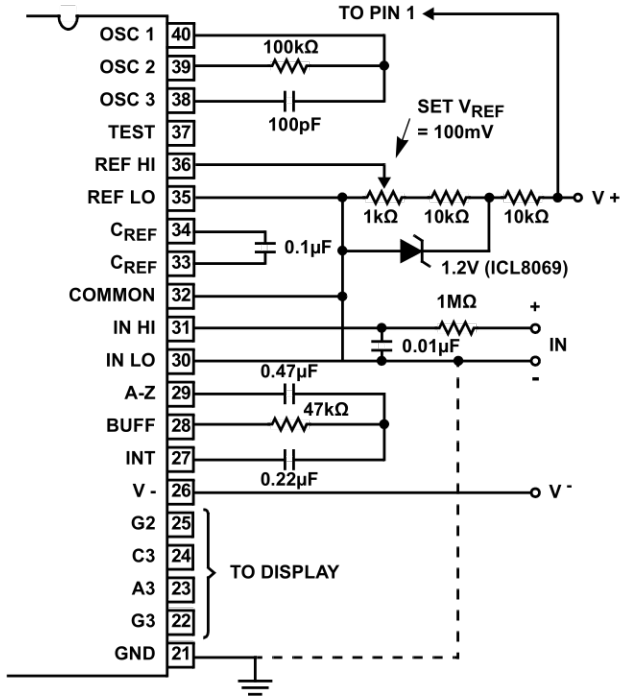 TO PIN 1
OSC 1 40
100kΩ
OSC 2 39
OSC 3 38
100pF
SET VREF
= 100mV
TEST 37
REF HI 36
REF LO 35
1kΩ 10kΩ 10kΩ
V +
CREF 34
0.1µF
CREF 33
1.2V (ICL8069)
COMMON 32
1MΩ
+
IN HI 31
0.01µF
IN
IN LO 30
-
0.47µF
A-Z 29
47kΩ
BUFF 28
INT 27
0.22µF
V - 26
V -
G2 25
C3 24
TO DISPLAY
A3 23
G3 22
GND 21